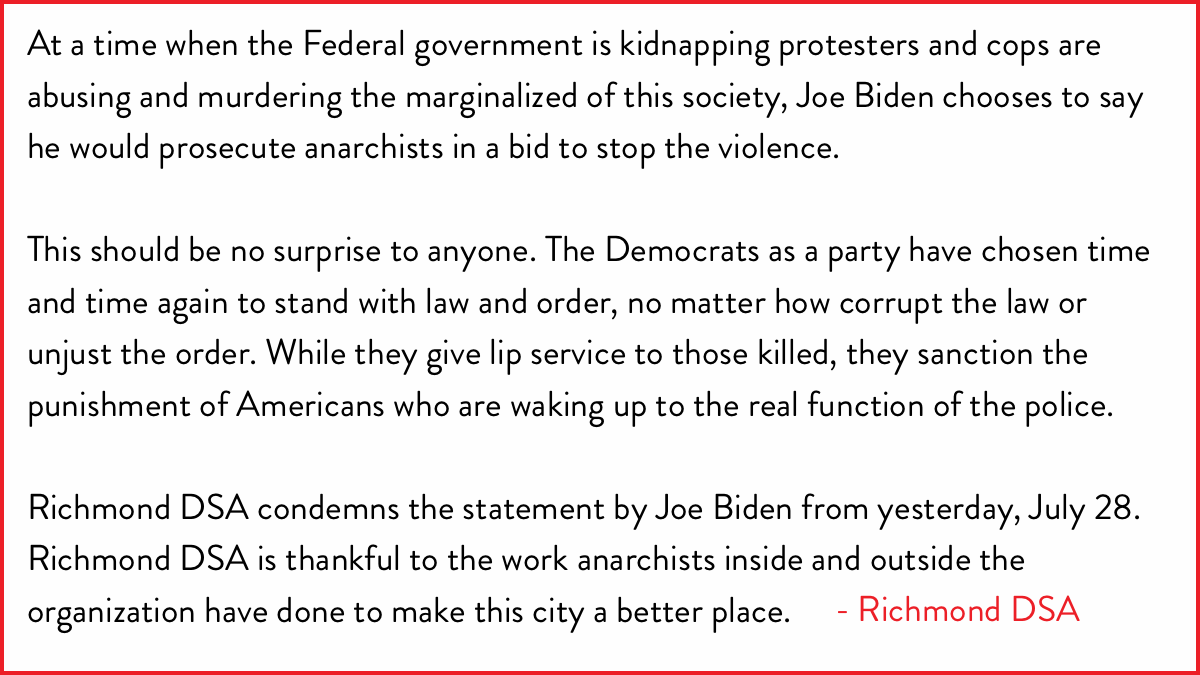 At a time when the Federal government is kidnapping protesters and cops are
abusing and murdering the marginalized of this society, Joe Biden chooses to say
he would prosecute anarchists in a bid to stop the violence.
This should be no surprise to anyone. The Democrats as a party have chosen time
and time again to stand with law and order, no matter how corrupt the law or
unjust the order. While they give lip service to those killed, they sanction the
punishment of Americans who are waking up to the real function of the police.
Richmond DSA condemns the statement by Joe Biden from yesterday, July 28.
Richmond DSA is thankful to the work anarchists inside and outside the
organization have done to make this city a better place. - Richmond DSA